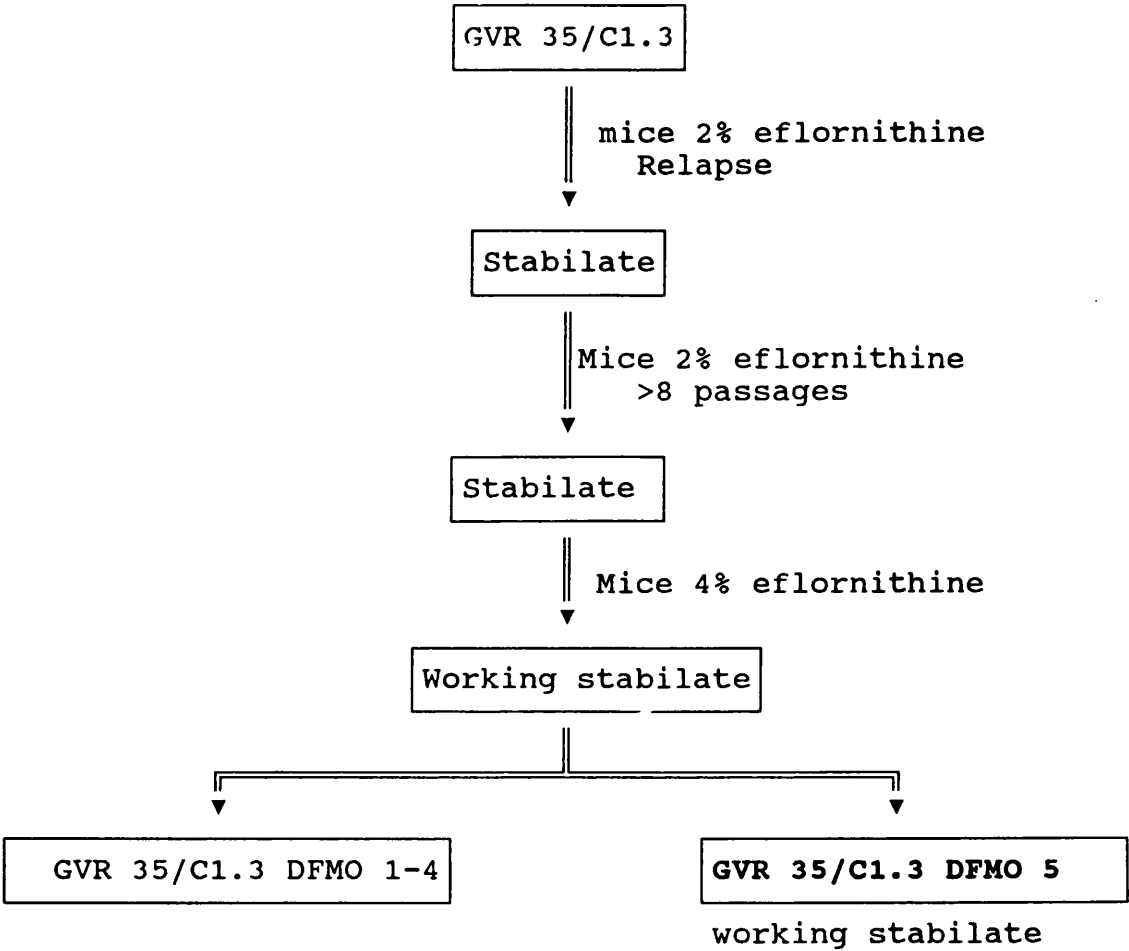 GVR 35/C1.3
mice 2% eflornithine
Relapse
Stabilate
Mice 2% eflornithine
>8 passages
Stabilate
Mice 4% eflornithine
Working stabilate
GVR 35/C1.3 DFMO 1-4
GVR 35/C1.3 DFMO 5
working stabilate